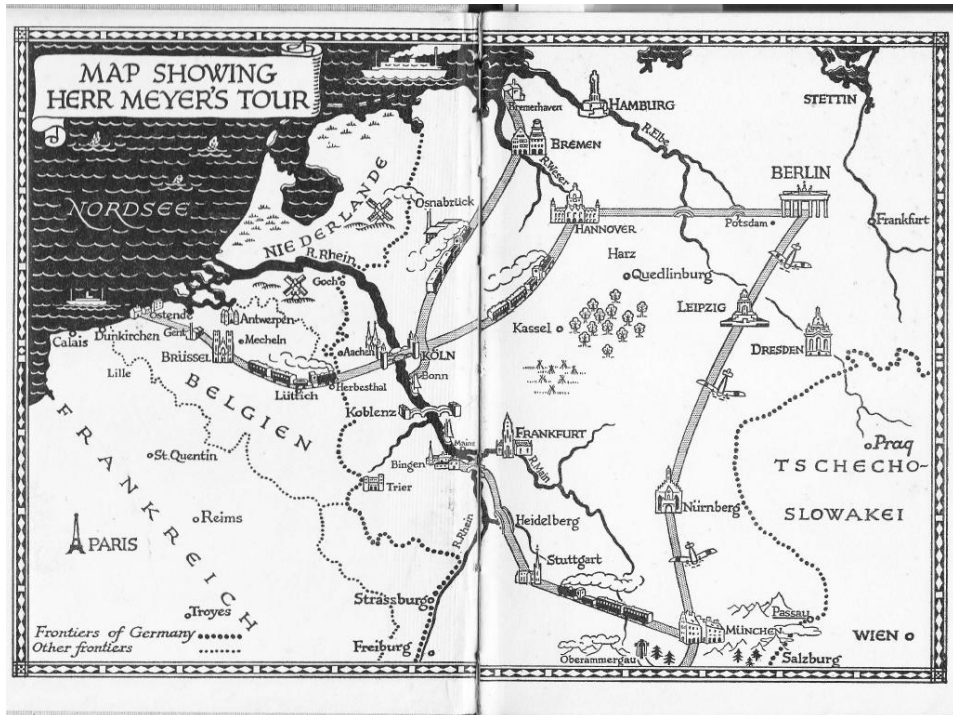 MAP SHOWING
HERR MEYER'S TOUR
NORDSEE
NIEDERLANDE
R. Rhein
Osnabrück
Bremerhaven
HAMBURG
BREMEN
R. Elbe
R. Weser
STETTIN
BERLIN
HANNOVER
Potsdam
Frankfurt
Harz
Quedlinburg
Goch
Ostende
Antwerpen
Calais
Dunkirchen
Gent
Mecheln
BRÜSSEL
Aachen
KÖLN
Kassel
LEIPZIG
DRESDEN
Lille
Lüttich
Herbesthal
Bonn
BELGIEN
Koblenz
FRANKREICH
St. Quentin
Mainz
FRANKFURT
R. Main
Bingen
Trier
Prag
TSCHECHO-
SLOWAKEI
Reims
PARIS
Nürnberg
Heidelberg
R. Rhein
Stuttgart
Strassburg
Troyes
Freiburg
Passau
MÜNCHEN
WIEN
Oberammergau
Salzburg
Frontiers of Germany
Other frontiers